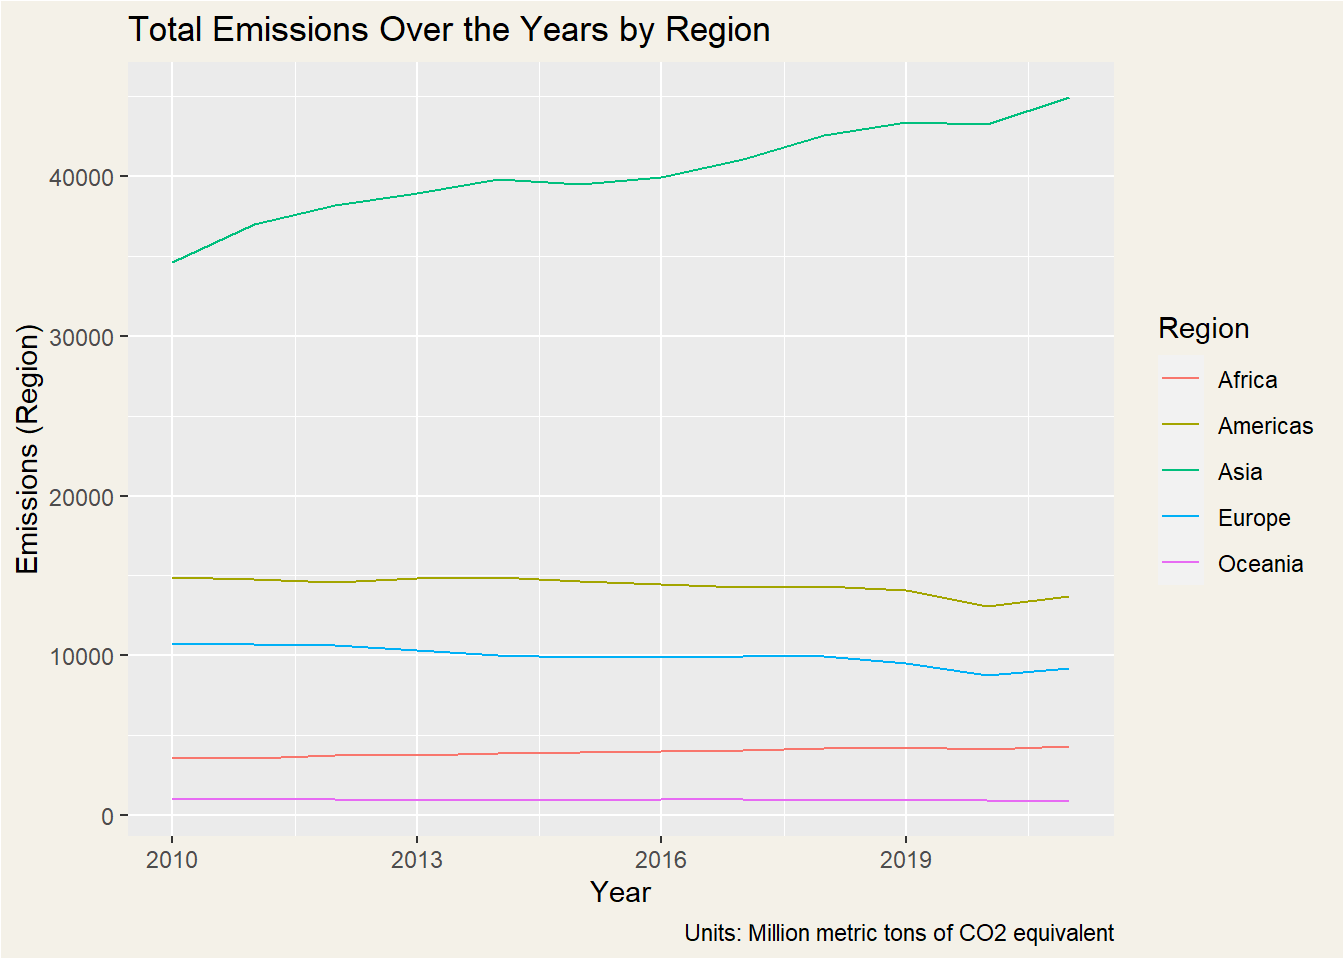 Total Emissions Over the Years by Region
Emissions (Region)
40000
30000
20000
10000
0
2010
2013
2016
2019
Year
Units: Million metric tons of CO2 equivalent
Region
Africa
Americas
Asia
Europe
Oceania